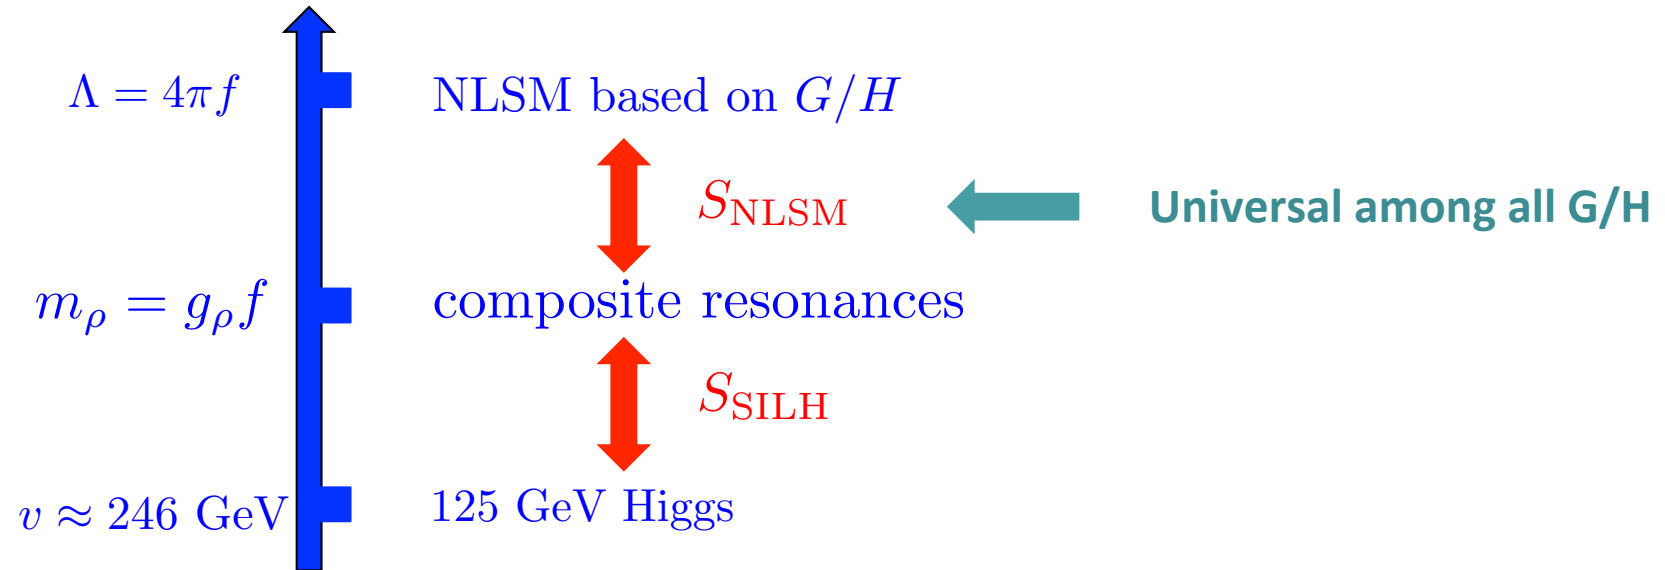 Λ = 4πf
NLSM based on G/H
S_NLSM
Universal among all G/H
m_ρ = g_ρ f
composite resonances
S_SILH
v ≈ 246 GeV
125 GeV Higgs